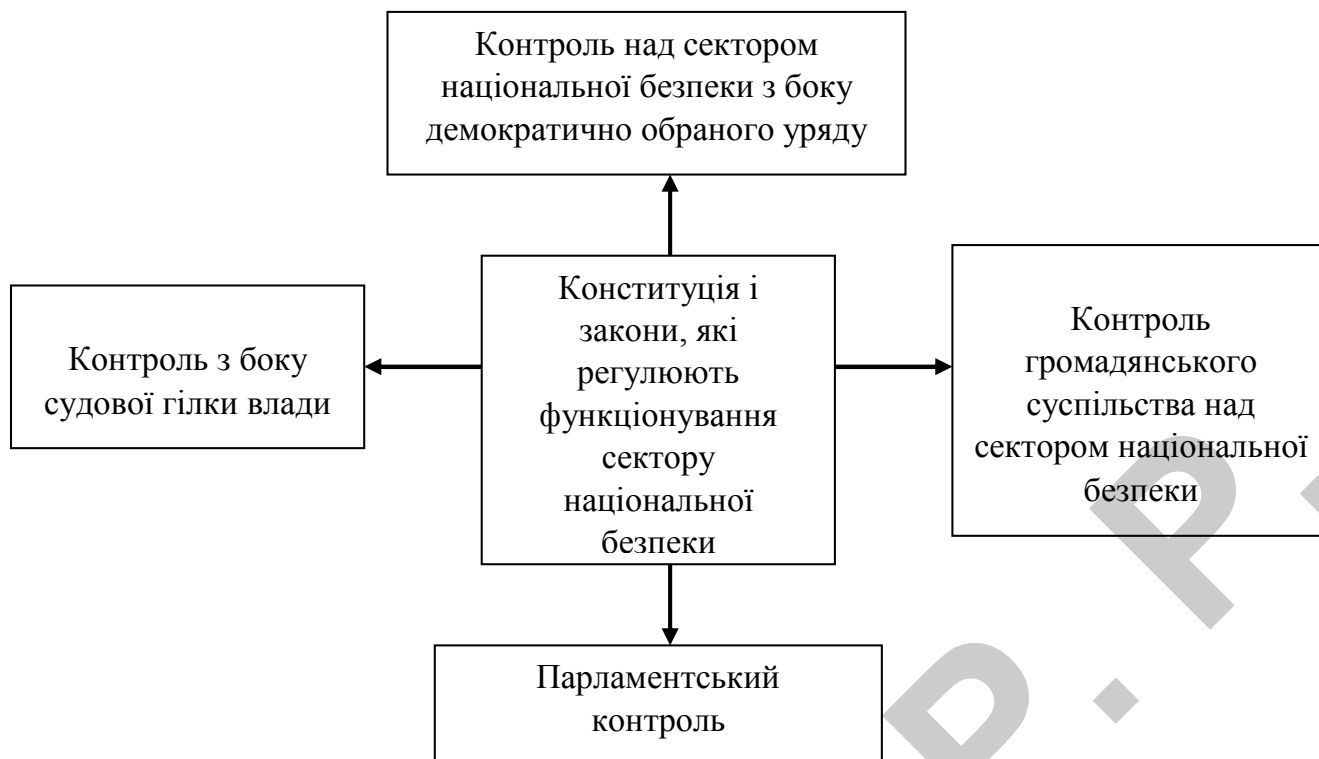 Контроль над сектором
національної безпеки з боку
демократично обраного уряду
Контроль з боку
судової гілки влади
Конституція і
закони, які
регулюють
функціонування
сектору
національної
безпеки
Контроль
громадянського
суспільства над
сектором національної
безпеки
Парламентський
контроль
P. P.